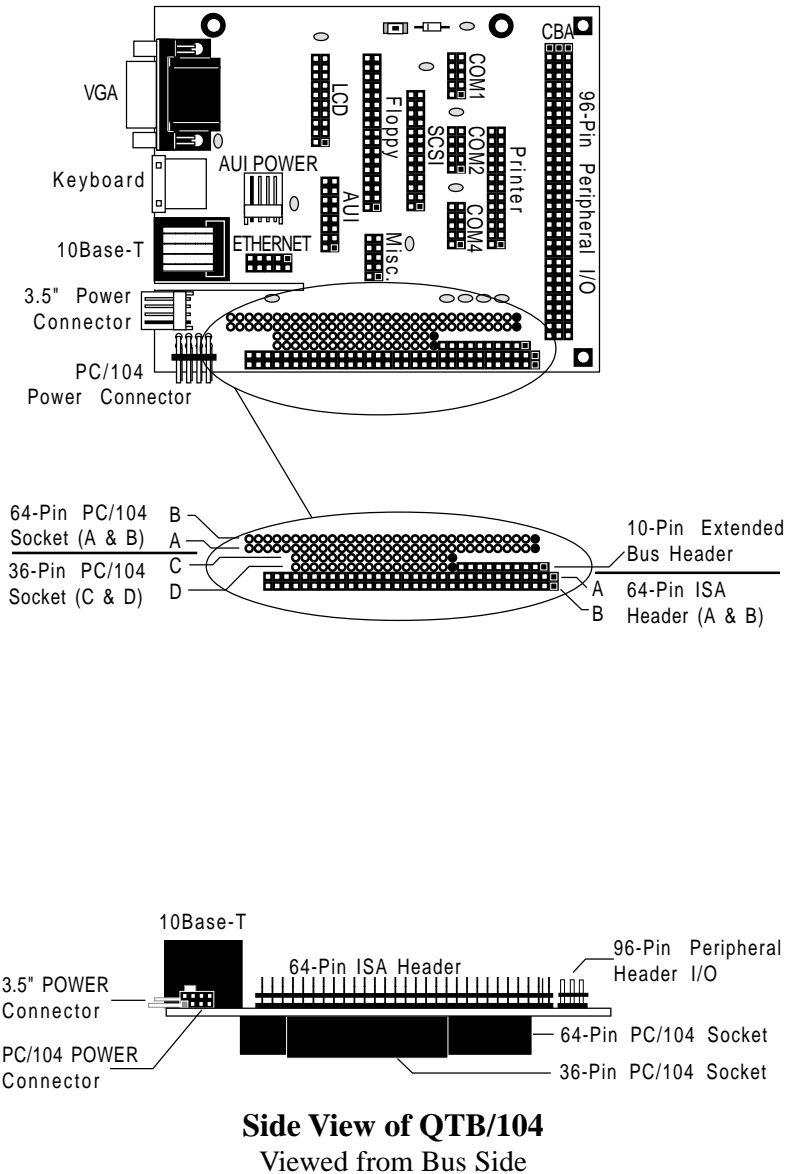 CBA
VGA
LCD
Floppy
SCSI
COM1
COM2
COM4
Printer
96-Pin Peripheral I/O
Keyboard
AUI POWER
AUI
10Base-T
ETHERNET
Misc.
3.5" Power
Connector
PC/104
Power Connector
64-Pin PC/104
Socket (A & B)
36-Pin PC/104
Socket (C & D)
B
A
C
D
10-Pin Extended
Bus Header
A
B
64-Pin ISA
Header (A & B)
10Base-T
64-Pin ISA Header
96-Pin Peripheral
Header I/O
3.5" POWER
Connector
PC/104 POWER
Connector
64-Pin PC/104 Socket
36-Pin PC/104 Socket
Side View of QTB/104
Viewed from Bus Side